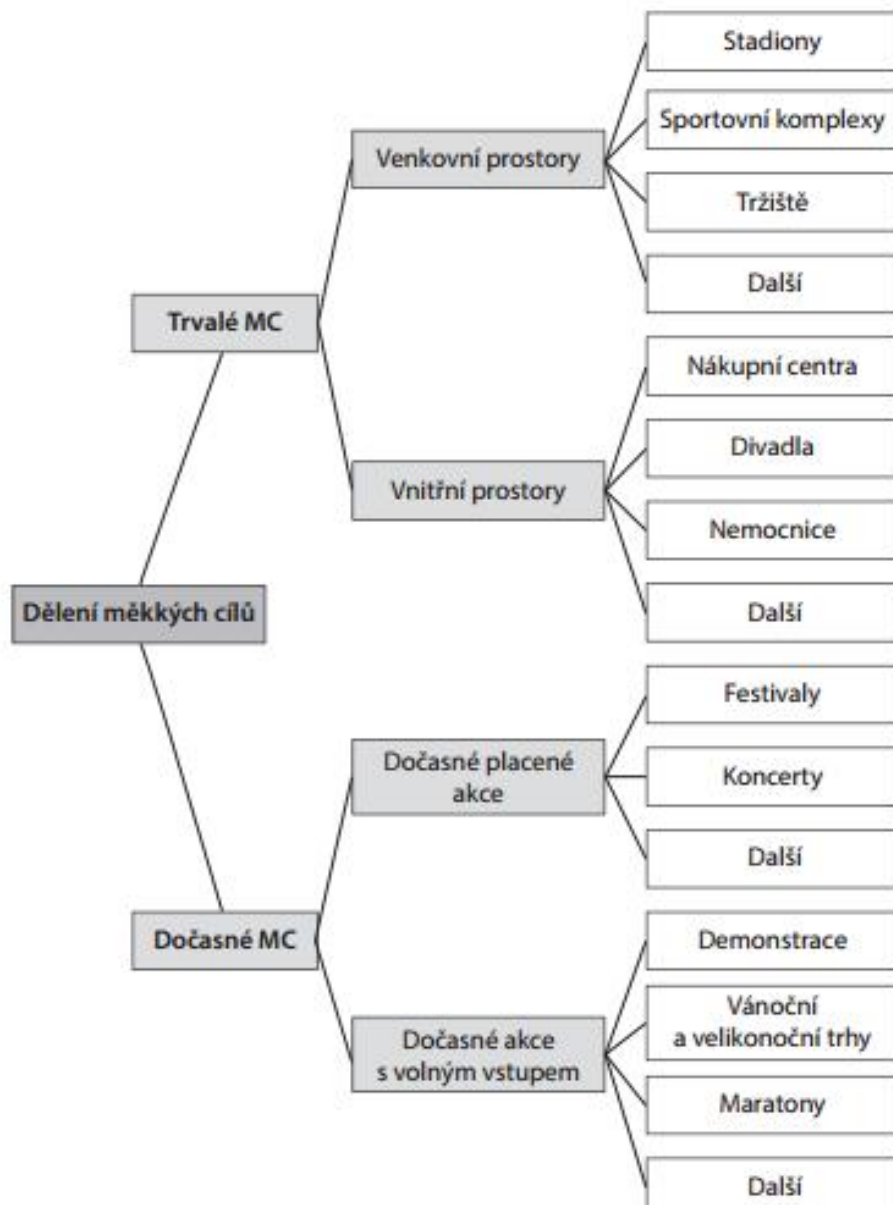 Stadiony
Sportovní komplexy
Venkovní prostory
Tržiště
Další
Trvalé MC
Nákupní centra
Divadla
Vnitřní prostory
Nemocnice
Další
Dělení měkkých cílů
Festivaly
Dočasné placené
akce
Koncerty
Další
Dočasné MC
Demonstrace
Vánoční
a velikonoční trhy
Dočasné akce
s volným vstupem
Maratony
Další